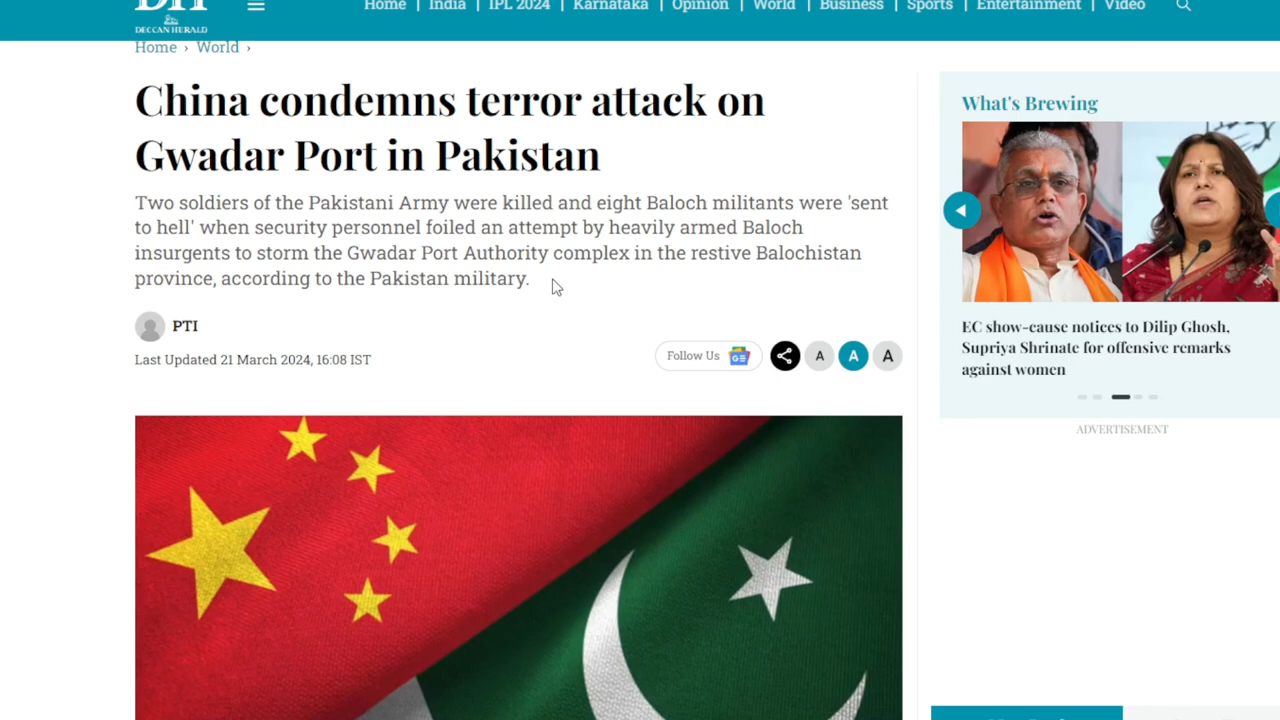 DH
DECCAN HERALD
Home | India | IPL 2024 | Karnataka | Opinion | World | Business | Sports | Entertainment | Video
Home › World ›
China condemns terror attack on
Gwadar Port in Pakistan
Two soldiers of the Pakistani Army were killed and eight Baloch militants were 'sent
to hell' when security personnel foiled an attempt by heavily armed Baloch
insurgents to storm the Gwadar Port Authority complex in the restive Balochistan
province, according to the Pakistan military.
PTI
Last Updated 21 March 2024, 16:08 IST
Follow Us
A A A
What's Brewing
EC show-cause notices to Dilip Ghosh,
Supriya Shrinate for offensive remarks
against women
ADVERTISEMENT